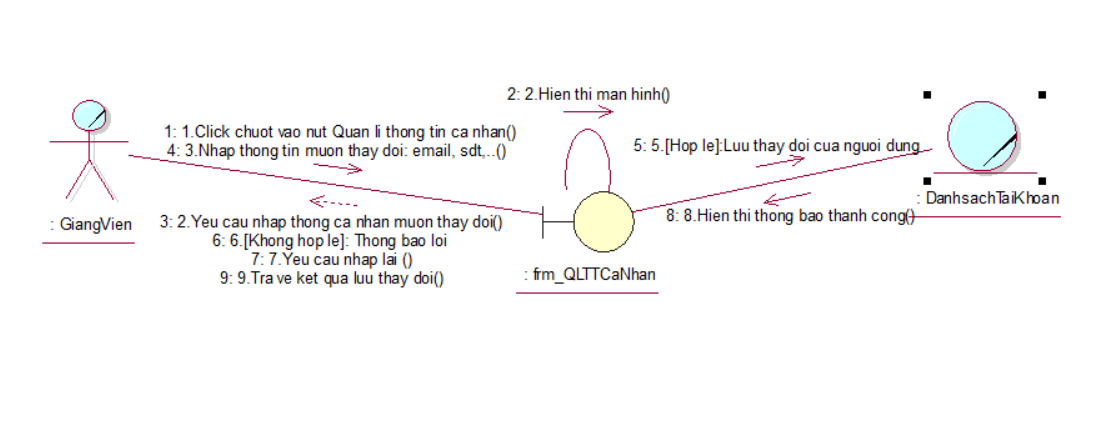 2: 2.Hien thi man hinh()
1: 1.Click chuot vao nut Quan li thong tin ca nhan()
4: 3.Nhap thong tin muon thay doi: email, sdt,..()
5: 5.[Hop le]:Luu thay doi cua nguoi dung
: GiangVien
: DanhsachTaiKhoan
3: 2.Yeu cau nhap thong ca nhan muon thay doi()
6: 6.[Khong hop le]: Thong bao loi
7: 7.Yeu cau nhap lai ()
9: 9.Tra ve ket qua luu thay doi()
8: 8.Hien thi thong bao thanh cong()
: frm_QLTTCaNhan